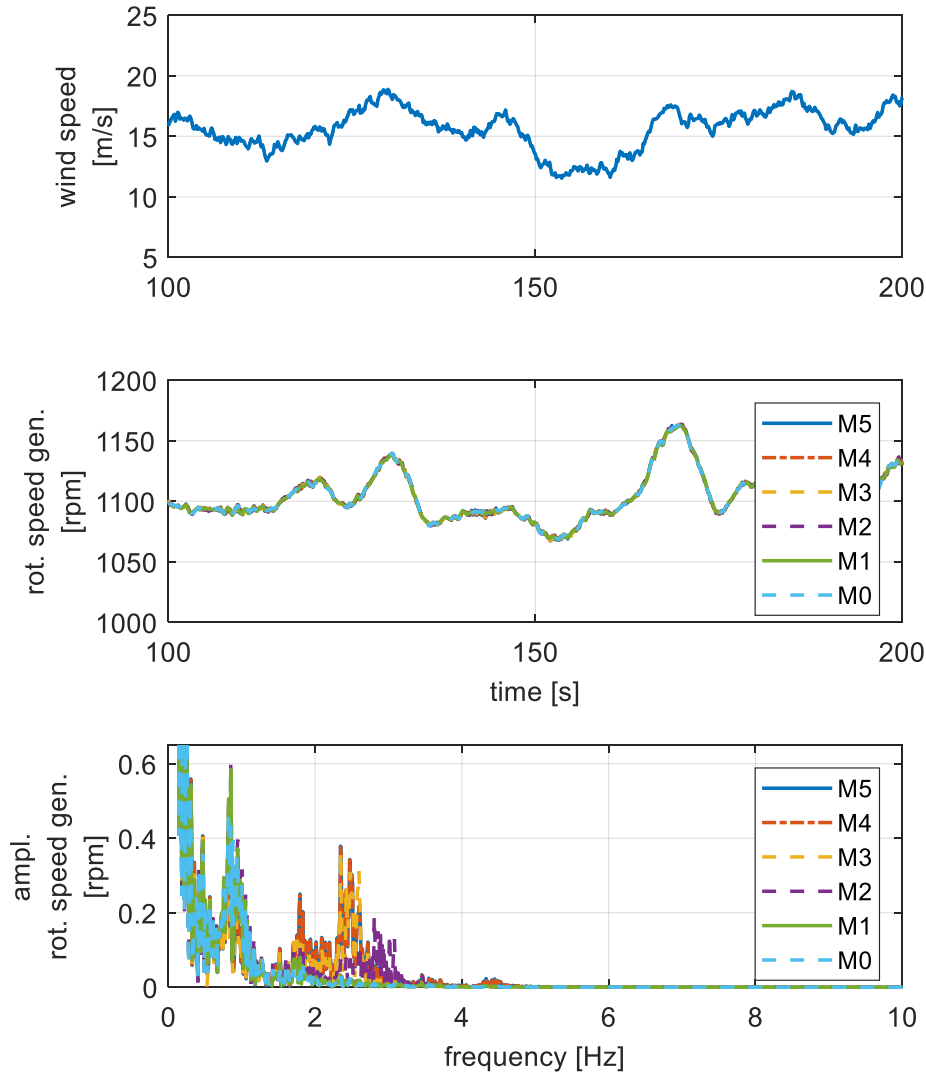 25
20
15
10
5
wind speed
[m/s]
100
150
200
1200
1150
1100
1050
1000
rot. speed gen.
[rpm]
M5
M4
M3
M2
M1
M0
100
150
200
time [s]
0.6
0.4
0.2
0
ampl.
rot. speed gen.
[rpm]
M5
M4
M3
M2
M1
M0
0
2
4
6
8
10
frequency [Hz]